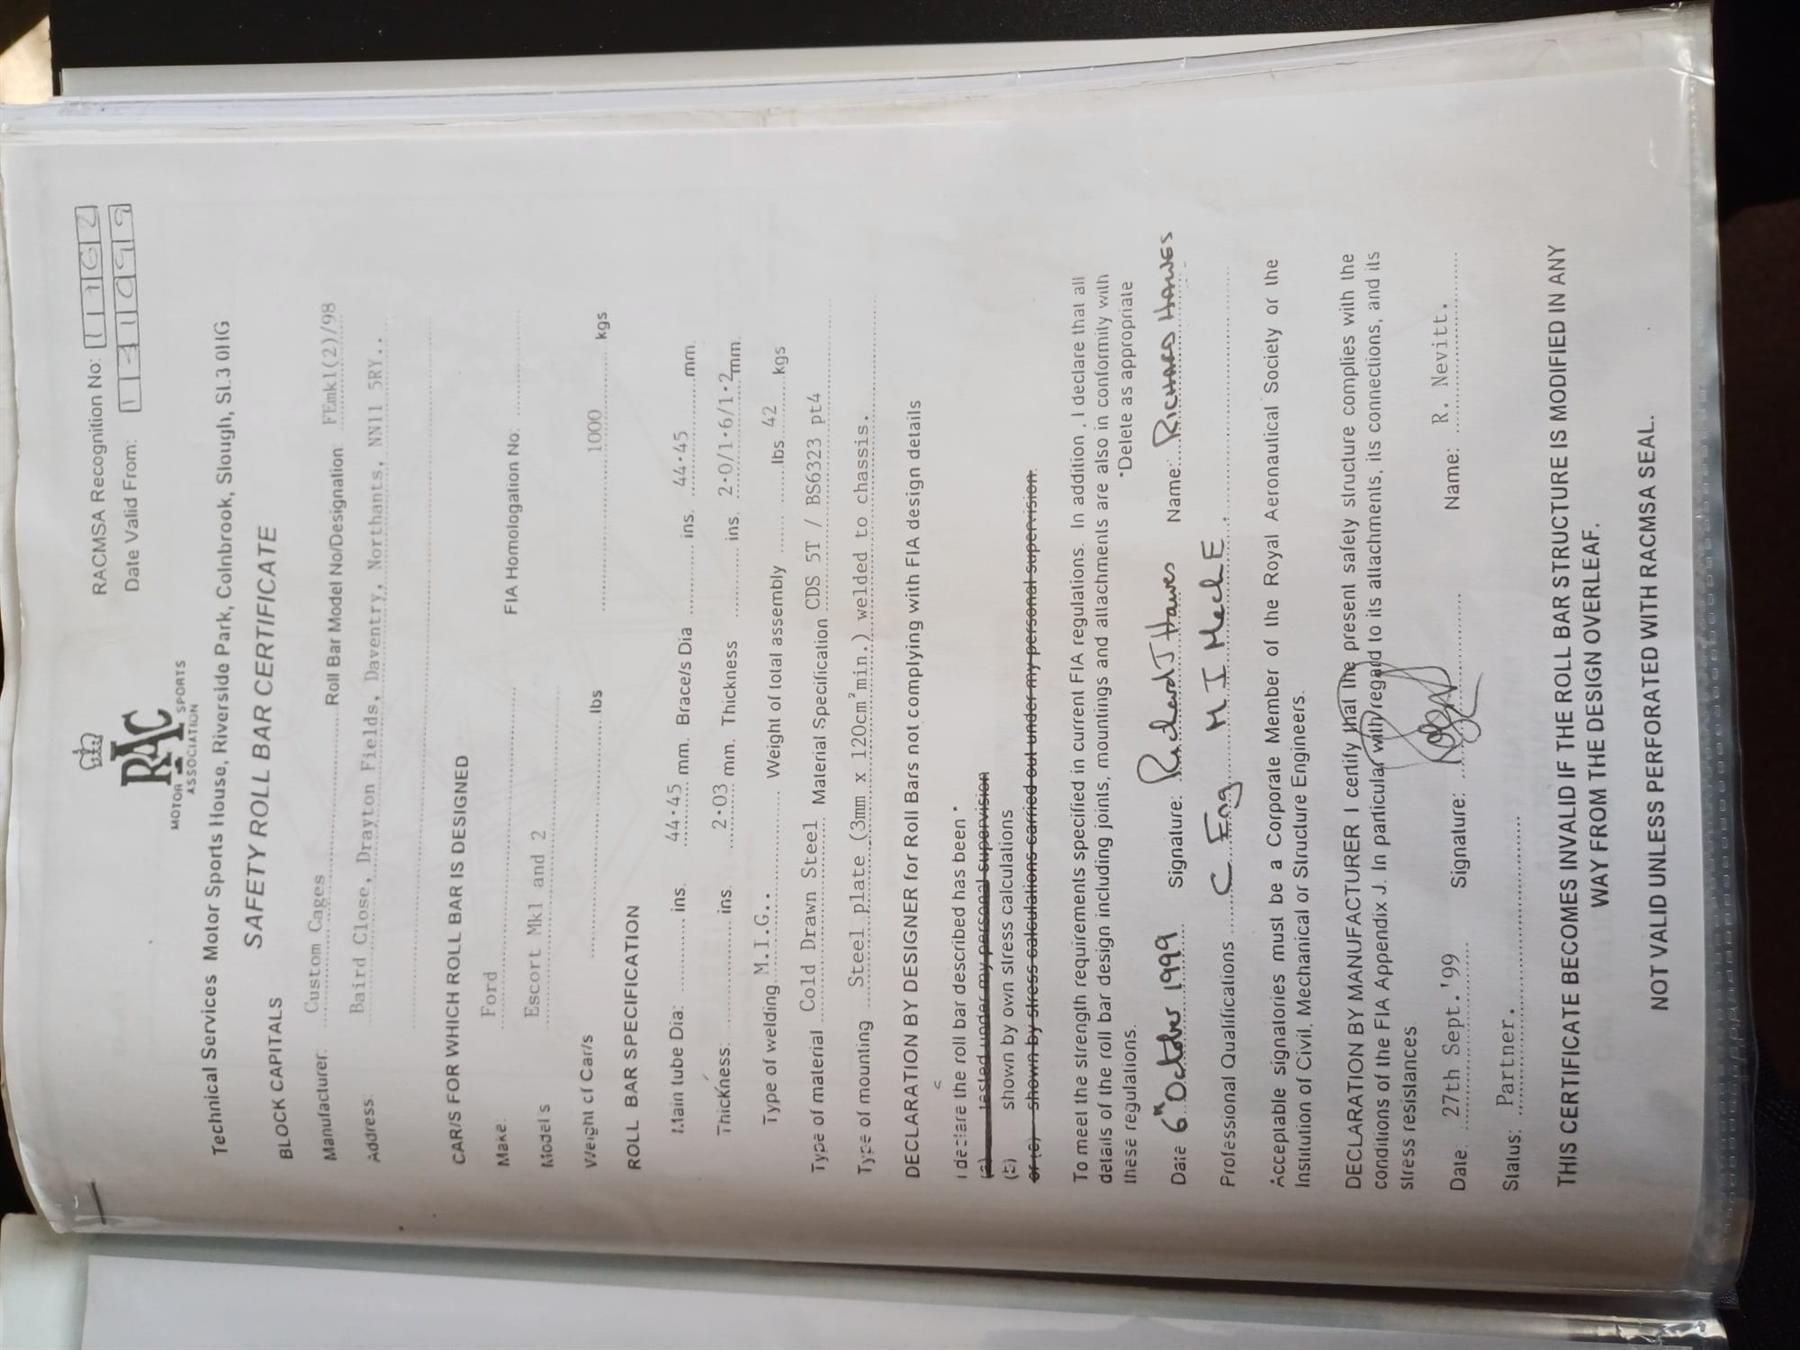 RACMSA Recognition No: 11162
Date Valid From: 131099
RAC
MOTOR SPORTS
ASSOCIATION
Technical Services Motor Sports House, Riverside Park, Colnbrook, Slough, SL3 0HG
SAFETY ROLL BAR CERTIFICATE
BLOCK CAPITALS
Manufacturer: Custom Cages Roll Bar Model No/Designation FEmk1(2)/98
Address: Baird Close, Drayton Fields, Daventry, Northants, NN11 5RY..
CAR/S FOR WHICH ROLL BAR IS DESIGNED
Make: Ford FIA Homologation No:
Models Escort Mk1 and 2
Weight of Car/s lbs 1000 kgs
ROLL BAR SPECIFICATION
Main tube Dia: ins. 44·45 mm. Brace/s Dia ins. 44·45 mm.
Thickness: ins. 2·03 mm. Thickness ins. 2·0/1·6/1·2 mm.
Type of welding M.I.G.. Weight of total assembly lbs. 42 kgs
Type of material Cold Drawn Steel Material Specification CDS 5T / BS6323 pt4
Type of mounting Steel plate (3mm x 120cm² min.) welded to chassis.
DECLARATION BY DESIGNER for Roll Bars not complying with FIA design details
I declare the roll bar described has been *
(a) tested under my personal supervision
(b) shown by own stress calculations
or (c) shown by stress calculations carried out under my personal supervision.
To meet the strength requirements specified in current FIA regulations. In addition, I declare that all
details of the roll bar design including joints, mountings and attachments are also in conformity with
these regulations. *Delete as appropriate
Date 6th October 1999 Signature: Richard J Hawes Name: RICHARD HAWES
Professional Qualifications C Eng M I Mech E.
Acceptable signatories must be a Corporate Member of the Royal Aeronautical Society or the
Institution of Civil, Mechanical or Structure Engineers.
DECLARATION BY MANUFACTURER I certify that the present safety structure complies with the
conditions of the FIA Appendix J. In particular with regard to its attachments, its connections, and its
stress resistances
Date. 27th Sept.'99 Signature: Name: R. Nevitt.
Status: Partner.
THIS CERTIFICATE BECOMES INVALID IF THE ROLL BAR STRUCTURE IS MODIFIED IN ANY
WAY FROM THE DESIGN OVERLEAF.
NOT VALID UNLESS PERFORATED WITH RACMSA SEAL.